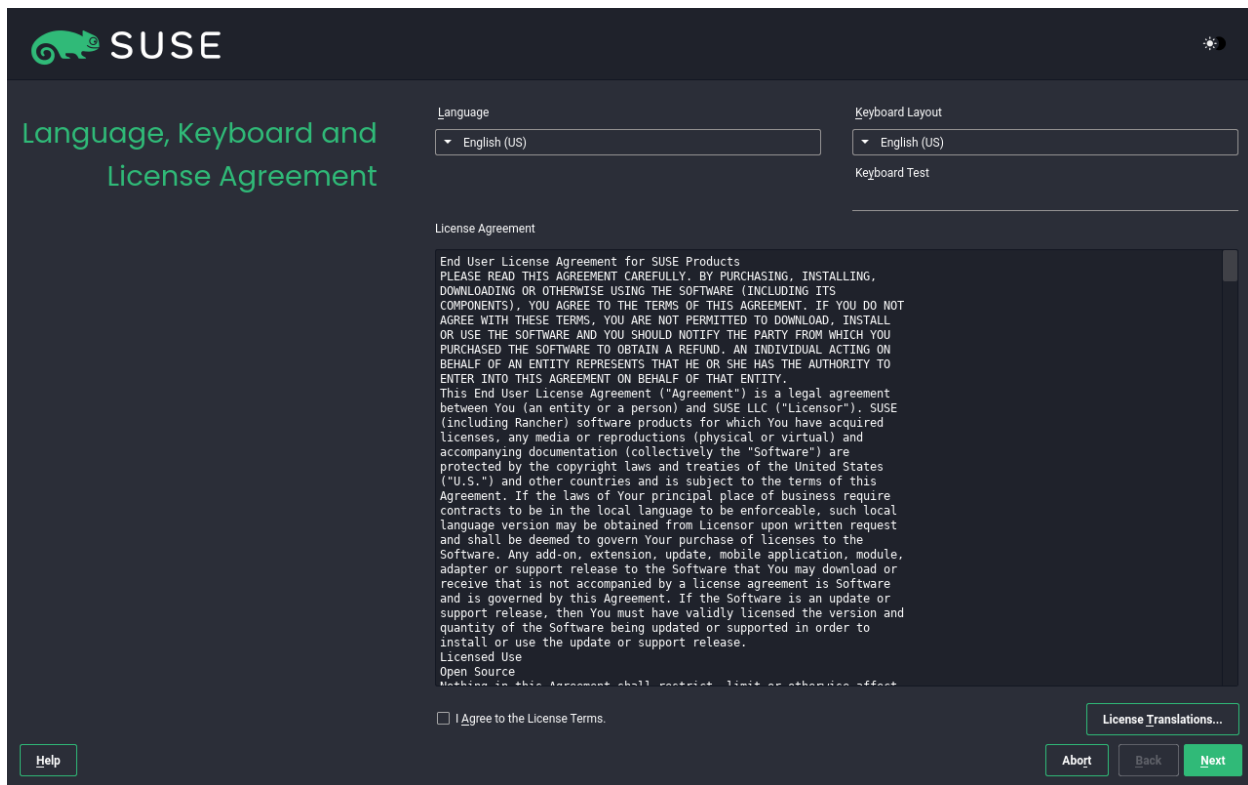 SUSE
Language, Keyboard and
License Agreement
Language
English (US)
Keyboard Layout
English (US)
Keyboard Test
License Agreement
End User License Agreement for SUSE Products
PLEASE READ THIS AGREEMENT CAREFULLY. BY PURCHASING, INSTALLING,
DOWNLOADING OR OTHERWISE USING THE SOFTWARE (INCLUDING ITS
COMPONENTS), YOU AGREE TO THE TERMS OF THIS AGREEMENT. IF YOU DO NOT
AGREE WITH THESE TERMS, YOU ARE NOT PERMITTED TO DOWNLOAD, INSTALL
OR USE THE SOFTWARE AND YOU SHOULD NOTIFY THE PARTY FROM WHICH YOU
PURCHASED THE SOFTWARE TO OBTAIN A REFUND. AN INDIVIDUAL ACTING ON
BEHALF OF AN ENTITY REPRESENTS THAT HE OR SHE HAS THE AUTHORITY TO
ENTER INTO THIS AGREEMENT ON BEHALF OF THAT ENTITY.
This End User License Agreement ("Agreement") is a legal agreement
between You (an entity or a person) and SUSE LLC ("Licensor"). SUSE
(including Rancher) software products for which You have acquired
licenses, any media or reproductions (physical or virtual) and
accompanying documentation (collectively the "Software") are
protected by the copyright laws and treaties of the United States
("U.S.") and other countries and is subject to the terms of this
Agreement. If the laws of Your principal place of business require
contracts to be in the local language to be enforceable, such local
language version may be obtained from Licensor upon written request
and shall be deemed to govern Your purchase of licenses to the
Software. Any add-on, extension, update, mobile application, module,
adapter or support release to the Software that You may download or
receive that is not accompanied by a license agreement is Software
and is governed by this Agreement. If the Software is an update or
support release, then You must have validly licensed the version and
quantity of the Software being updated or supported in order to
install or use the update or support release.
Licensed Use
Open Source
Nothing in this Agreement shall restrict, limit or otherwise affect
I Agree to the License Terms.
License Translations...
Help
Abort
Back
Next